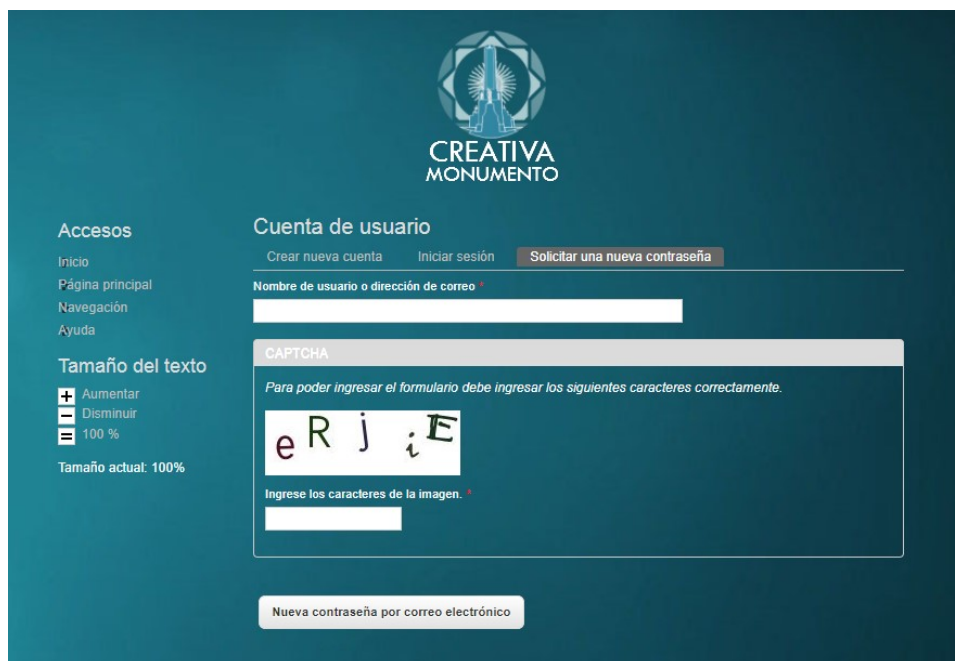 CREATIVA
MONUMENTO
Accesos
Inicio
Página principal
Navegación
Ayuda
Tamaño del texto
Aumentar
Disminuir
100 %
Tamaño actual: 100%
Cuenta de usuario
Crear nueva cuenta Iniciar sesión Solicitar una nueva contraseña
Nombre de usuario o dirección de correo *
CAPTCHA
Para poder ingresar el formulario debe ingresar los siguientes caracteres correctamente.
eRjiE
Ingrese los caracteres de la imagen. *
Nueva contraseña por correo electrónico